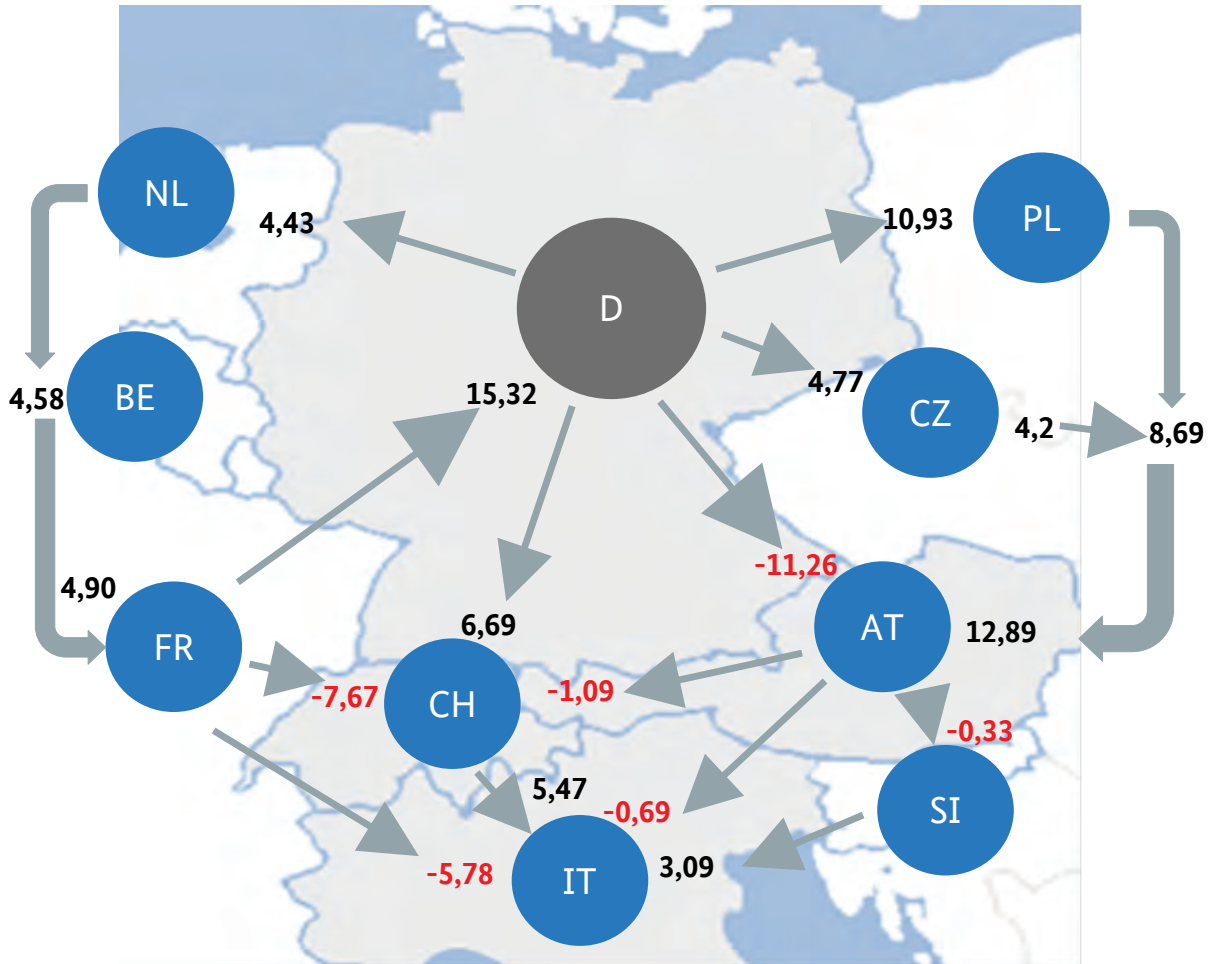 NL
4,43
D
10,93
PL
4,58
BE
15,32
4,77
CZ
4,2
8,69
4,90
FR
6,69
-11,26
AT
12,89
-7,67
CH
-1,09
-0,33
5,47
-0,69
SI
-5,78
IT
3,09